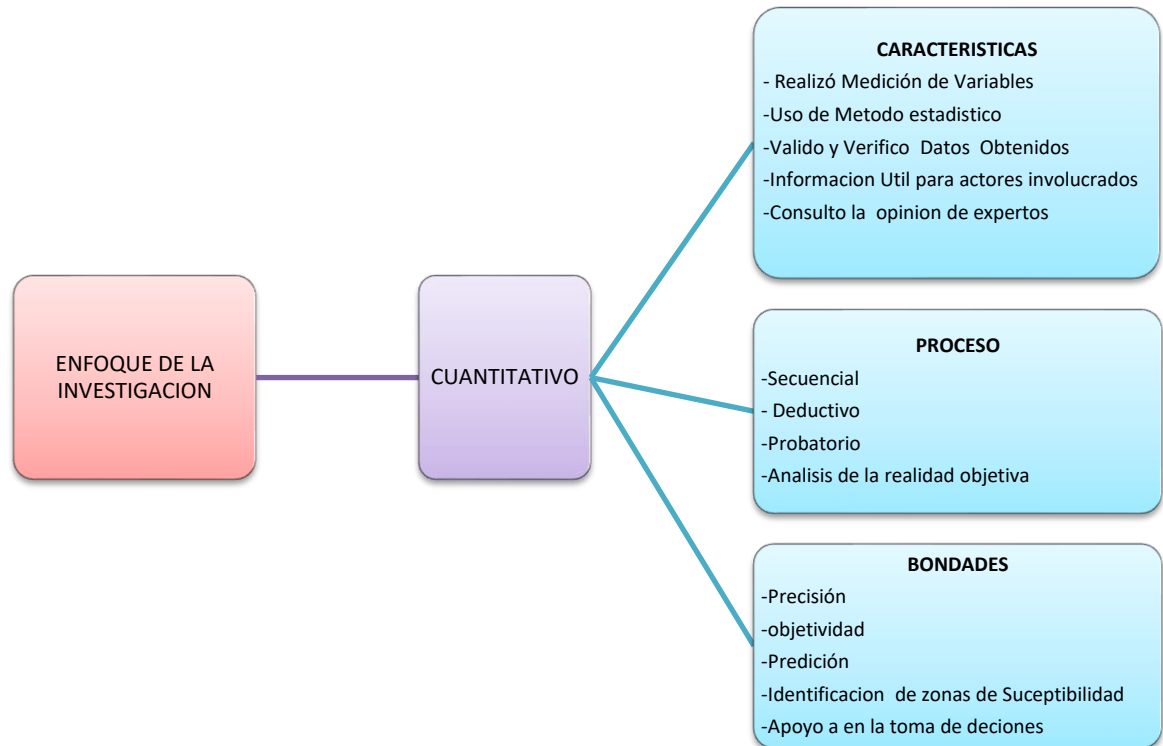 ENFOQUE DE LA
INVESTIGACION
CUANTITATIVO
CARACTERISTICAS
- Realizó Medición de Variables
-Uso de Metodo estadistico
-Valido y Verifico Datos Obtenidos
-Informacion Util para actores involucrados
-Consulto la opinion de expertos
PROCESO
-Secuencial
- Deductivo
-Probatorio
-Analisis de la realidad objetiva
BONDADES
-Precisión
-objetividad
-Predición
-Identificacion de zonas de Suceptibilidad
-Apoyo a en la toma de deciones